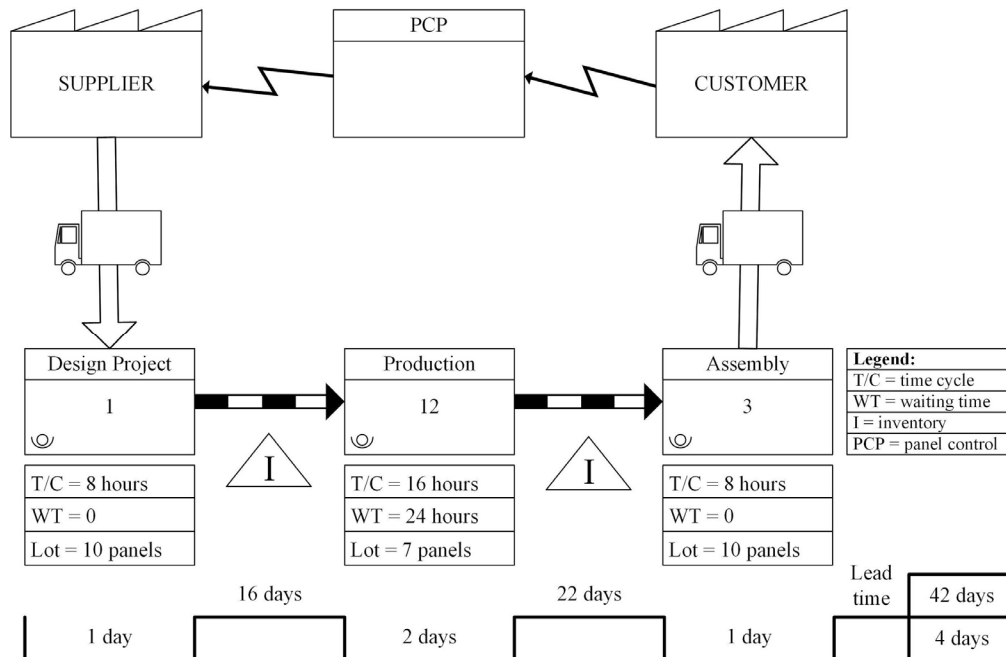 SUPPLIER
PCP
CUSTOMER
Design Project
1
Production
12
Assembly
3
Legend:
T/C = time cycle
WT = waiting time
I = inventory
PCP = panel control
I
I
T/C = 8 hours
WT = 0
Lot = 10 panels
T/C = 16 hours
WT = 24 hours
Lot = 7 panels
T/C = 8 hours
WT = 0
Lot = 10 panels
1 day
16 days
2 days
22 days
1 day
Lead
time
42 days
4 days